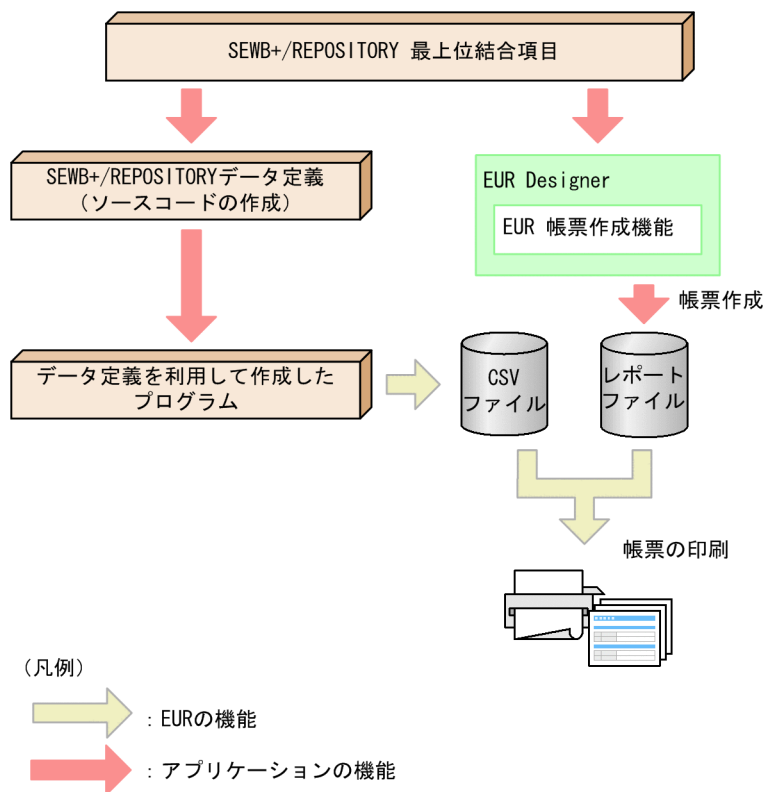 SEWB+/REPOSITORY 最上位結合項目
SEWB+/REPOSITORYデータ定義
（ソースコードの作成）
EUR Designer
EUR 帳票作成機能
帳票作成
データ定義を利用して作成した
プログラム
CSV
ファイル
レポート
ファイル
帳票の印刷
（凡例）
：EURの機能
：アプリケーションの機能